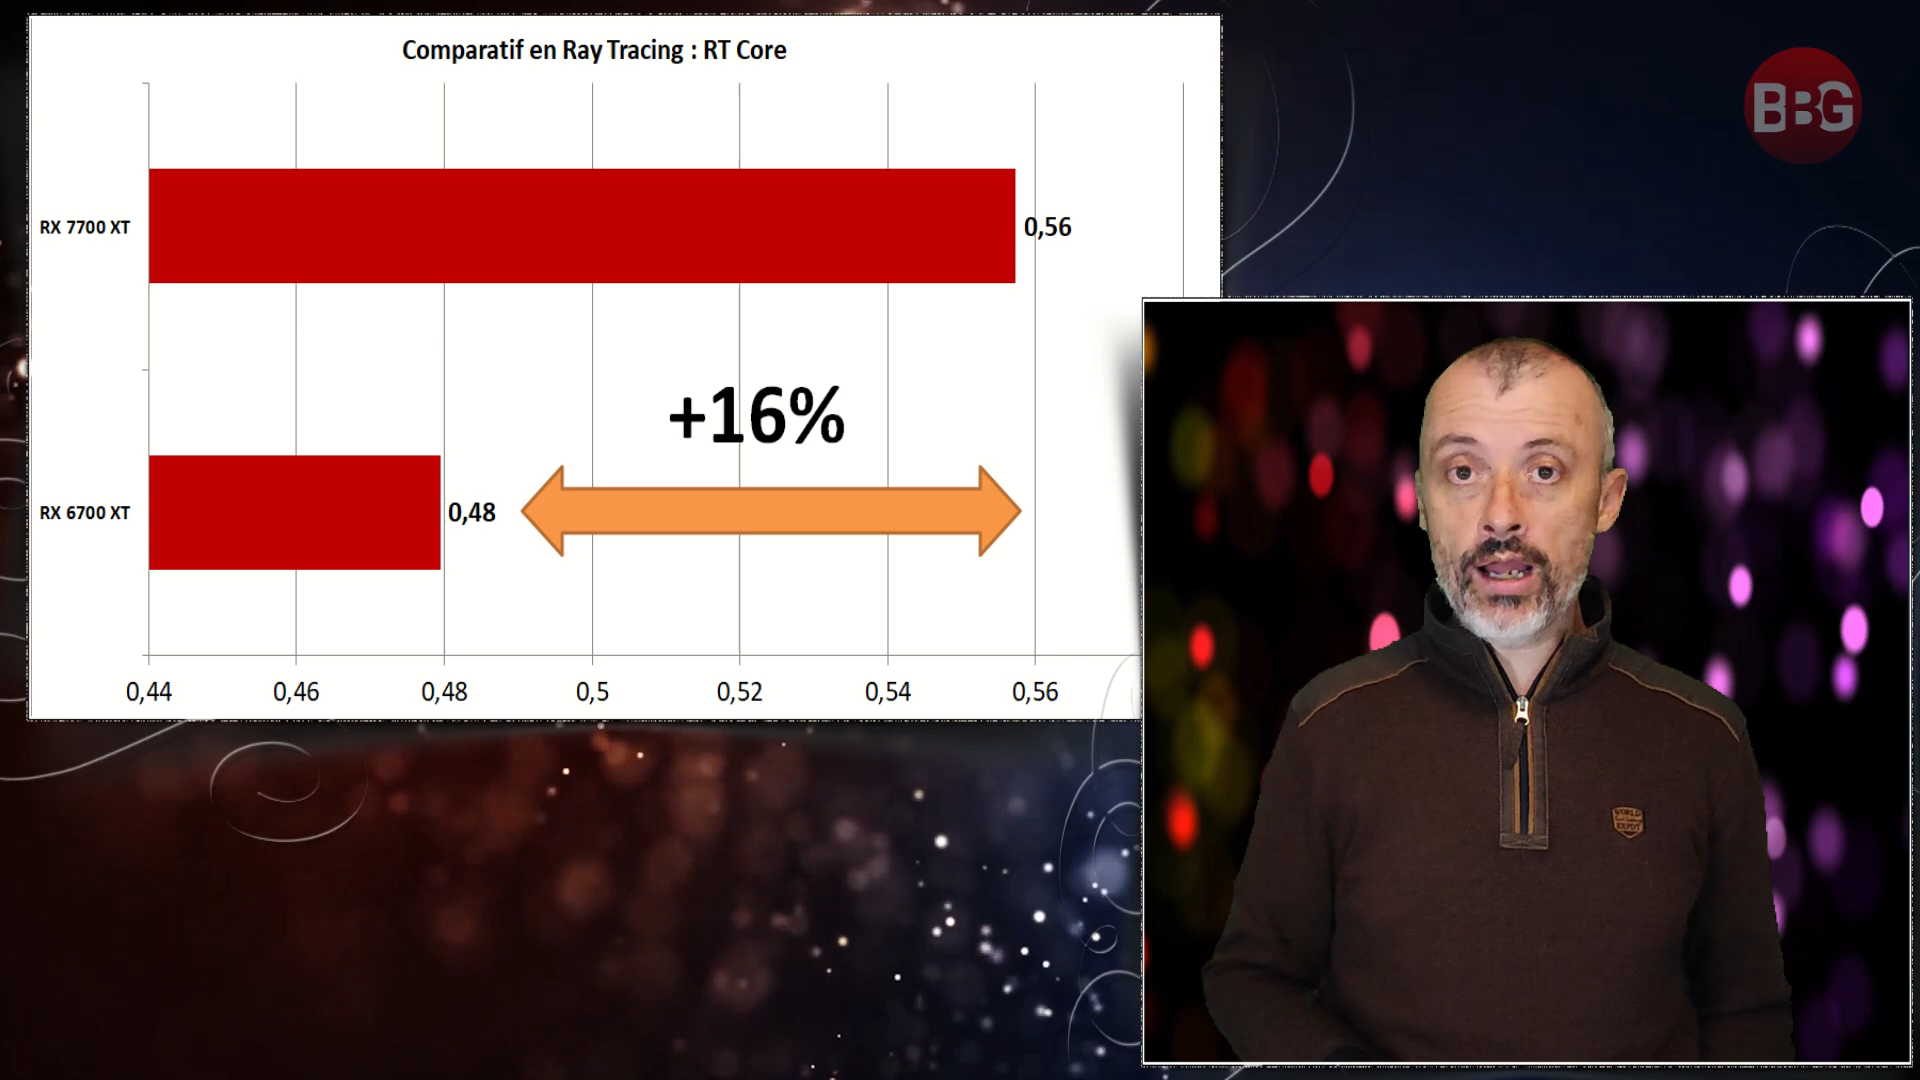 Comparatif en Ray Tracing : RT Core
BBG
RX 7700 XT
0,56
+16%
RX 6700 XT
0,48
0,44 0,46 0,48 0,5 0,52 0,54 0,56
WORLD